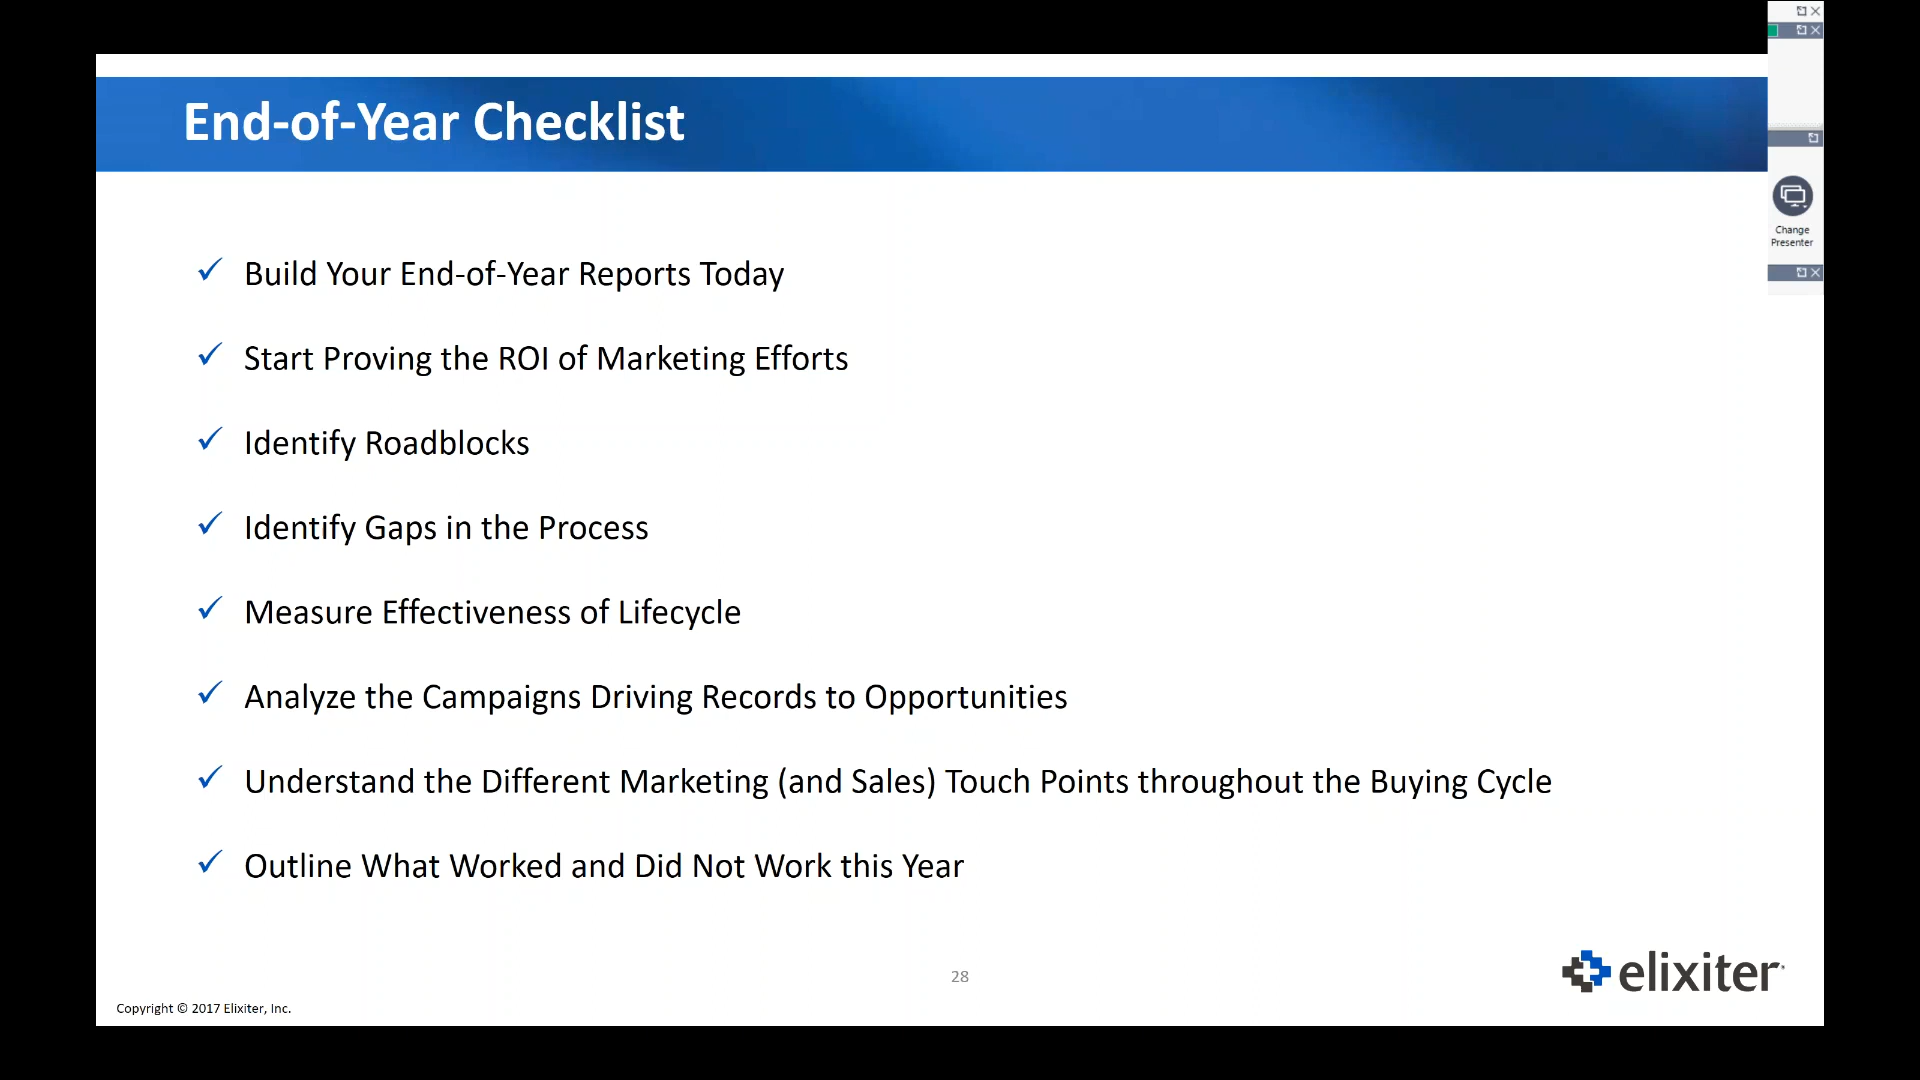 End-of-Year Checklist
Change
Presenter
✓ Build Your End-of-Year Reports Today
✓ Start Proving the ROI of Marketing Efforts
✓ Identify Roadblocks
✓ Identify Gaps in the Process
✓ Measure Effectiveness of Lifecycle
✓ Analyze the Campaigns Driving Records to Opportunities
✓ Understand the Different Marketing (and Sales) Touch Points throughout the Buying Cycle
✓ Outline What Worked and Did Not Work this Year
28
elixiter
Copyright © 2017 Elixiter, Inc.